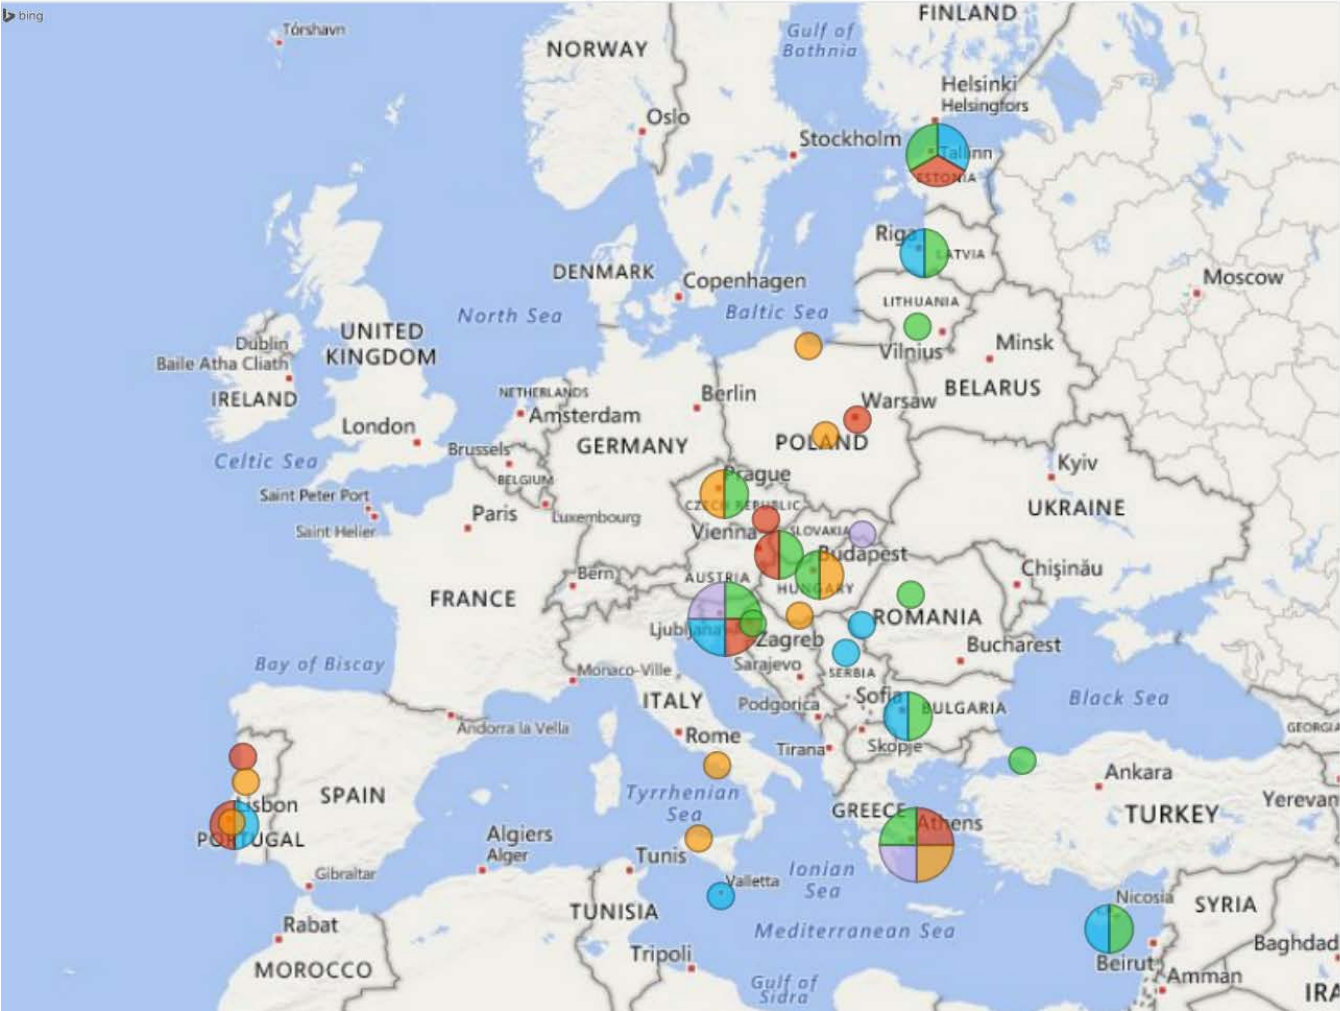 bing
FINLAND
Tórshavn
NORWAY
Gulf of
Bothnia
Helsinki
Helsingfors
Oslo
Stockholm
Tallinn
ESTONIA
Riga
LATVIA
DENMARK
Copenhagen
Moscow
North Sea
Baltic Sea
LITHUANIA
UNITED
KINGDOM
Dublin
Baile Atha Cliath
Vilnius
Minsk
IRELAND
NETHERLANDS
Berlin
BELARUS
Amsterdam
Warsaw
London
GERMANY
POLAND
Celtic Sea
Brussels
BELGIUM
Prague
Kyiv
Saint Peter Port
CZECH REPUBLIC
UKRAINE
Saint Helier
Paris
Luxembourg
Vienna
SLOVAKIA
Budapest
Bern
AUSTRIA
HUNGARY
Chişinău
FRANCE
ROMANIA
Ljubljana
Zagreb
Bucharest
Bay of Biscay
Monaco-Ville
Sarajevo
SERBIA
ITALY
Podgorica
Sofia
BULGARIA
Black Sea
Andorra la Vella
Rome
Tirana
Skopje
GEORGIA
Ankara
SPAIN
Lisbon
Tyrrhenian
Sea
GREECE
Athens
TURKEY
Yerevan
PORTUGAL
Algiers
Alger
Tunis
Ionian
Sea
Gibraltar
Valletta
Nicosia
SYRIA
Rabat
TUNISIA
Mediterranean Sea
Baghdad
MOROCCO
Tripoli
Beirut
Amman
Gulf of
Sidra
IRA